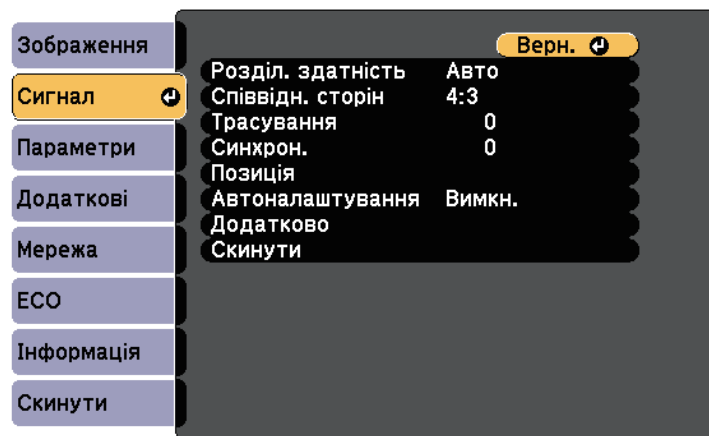 Зображення
Сигнал
Параметри
Додаткові
Мережа
ECO
Інформація
Скинути
Верн.
Розділ. здатність Авто
Співвідн. сторін 4:3
Трасування 0
Синхрон. 0
Позиція
Автоналаштування Вимкн.
Додатково
Скинути